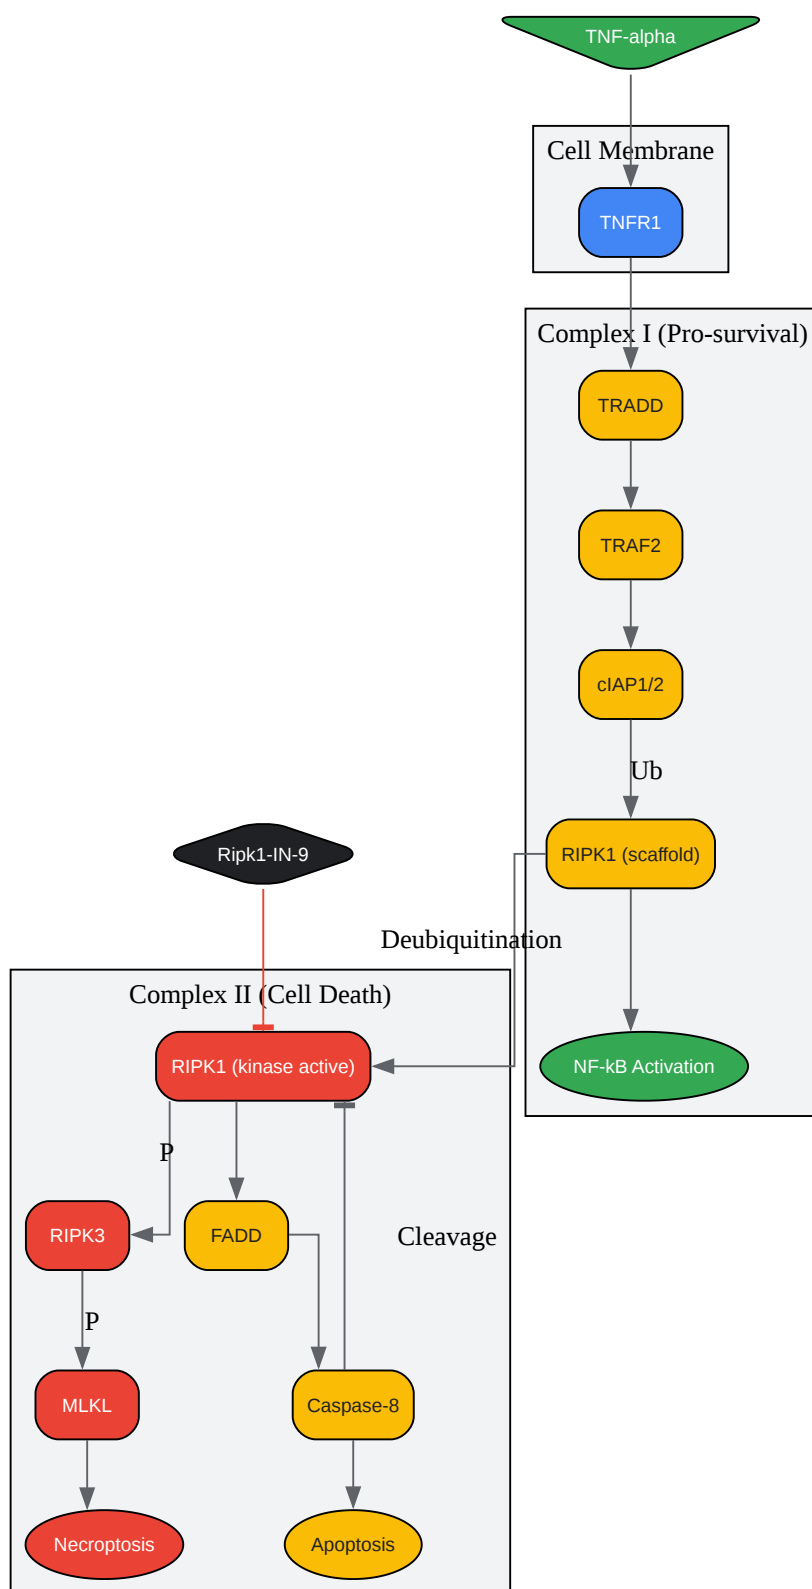 TNF-alpha
Cell Membrane
TNFR1
Complex I (Pro-survival)
TRADD
TRAF2
cIAP1/2
Ub
Ripk1-IN-9
RIPK1 (scaffold)
Deubiquitination
Complex II (Cell Death)
RIPK1 (kinase active)
NF-kB Activation
P
RIPK3
FADD
Cleavage
P
MLKL
Caspase-8
Necroptosis
Apoptosis